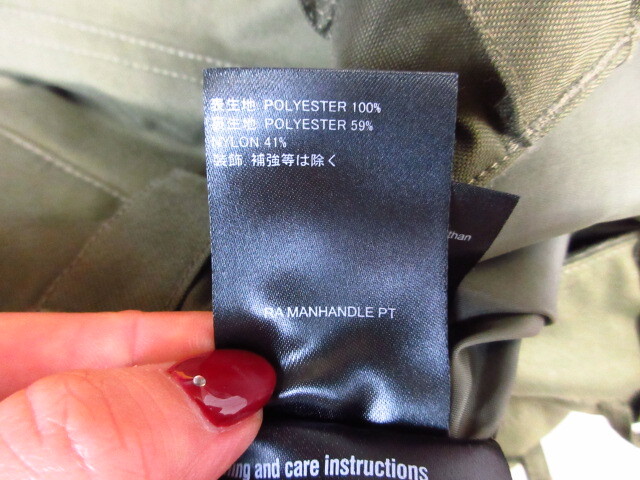 表生地 POLYESTER 100%
裏生地 POLYESTER 59%
NYLON 41%
装飾．補強等は除く
than
RA MANHANDLE PT
and care instructions